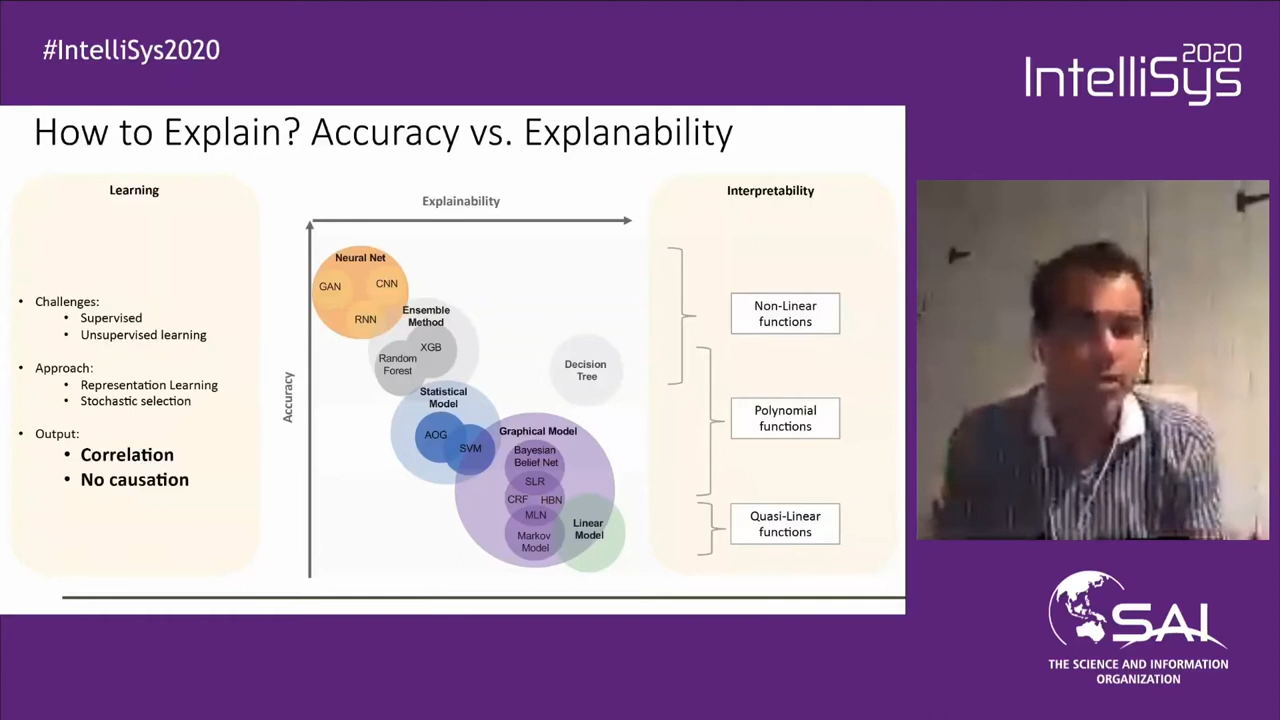 #IntelliSys2020
2020
IntelliSys
How to Explain? Accuracy vs. Explanability
Learning
• Challenges:
• Supervised
• Unsupervised learning
• Approach:
• Representation Learning
• Stochastic selection
• Output:
• Correlation
• No causation
Explainability
Accuracy
Neural Net
GAN
CNN
RNN
Ensemble
Method
XGB
Random
Forest
Decision
Tree
Statistical
Model
AOG
SVM
Graphical Model
Bayesian
Belief Net
SLR
CRF
HBN
MLN
Markov
Model
Linear
Model
Interpretability
Non-Linear
functions
Polynomial
functions
Quasi-Linear
functions
SAI
THE SCIENCE AND INFORMATION
ORGANIZATION